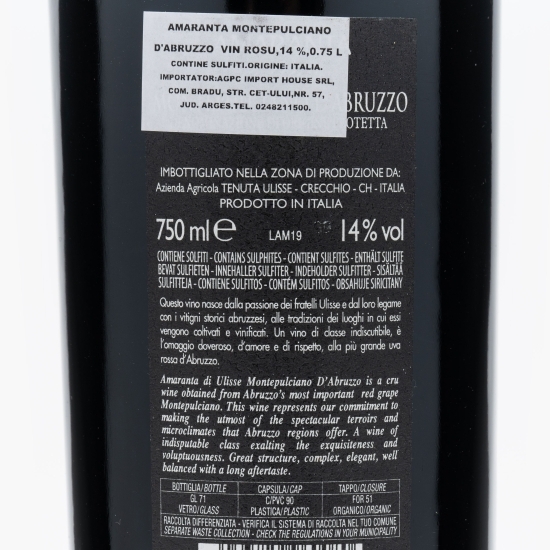 AMARANTA MONTEPULCIANO
D'ABRUZZO VIN ROSU,14 %,0.75 L
CONTINE SULFITI.ORIGINE: ITALIA.
IMPORTATOR:AGPC IMPORT HOUSE SRL,
COM. BRADU, STR. CET-ULUI,NR. 57,
JUD. ARGES.TEL. 0248211500.
BRUZZO
OTETTA
IMBOTTIGLIATO NELLA ZONA DI PRODUZIONE DA:
Azienda Agricola TENUTA ULISSE - CRECCHIO - CH - ITALIA
PRODOTTO IN ITALIA
750 ml e LAM19 14% vol
CONTIENE SOLFITI - CONTAINS SULPHITES - CONTIENT SULFITES - ENTHÄLT SULFITE
BEVAT SULFIETEN - INNEHALLER SULFITER - INDEHOLDER SULFITTER - SISÄLTÄÄ
SULFITTEJA - CONTIENE SULFITOS - CONTÉM SULFITOS - OBSAHUJE SIRICITANY
Questo vino nasce dalla passione dei fratelli Ulisse e dal loro legame
con i vitigni storici abruzzesi, alle tradizioni dei luoghi in cui essi
vengono coltivati e vinificati. Un vino di classe indiscutibile, è
l'omaggio doveroso, d'amore e di rispetto, alla più grande uva
rossa d'Abruzzo.
Amaranta di Ulisse Montepulciano D'Abruzzo is a cru
wine obtained from Abruzzo's most important red grape
Montepulciano. This wine represents our commitment to
making the utmost of the spectacular terroirs and
microclimates that Abruzzo regions offer. A wine of
indisputable class exalting the exquisiteness and
voluptuousness. Great structure, complex, elegant, well
balanced with a long aftertaste.
BOTTIGLIA/BOTTLE CAPSULA/CAP TAPPO/CLOSURE
GL 71 C/PVC 90 FOR 51
VETRO/GLASS PLASTICA/PLASTIC ORGANICO/ORGANIC
RACCOLTA DIFFERENZIATA - VERIFICA IL SISTEMA DI RACCOLTA NEL TUO COMUNE
SEPARATE WASTE COLLECTION - CHECK THE REGULATIONS IN YOUR MUNICIPALITY